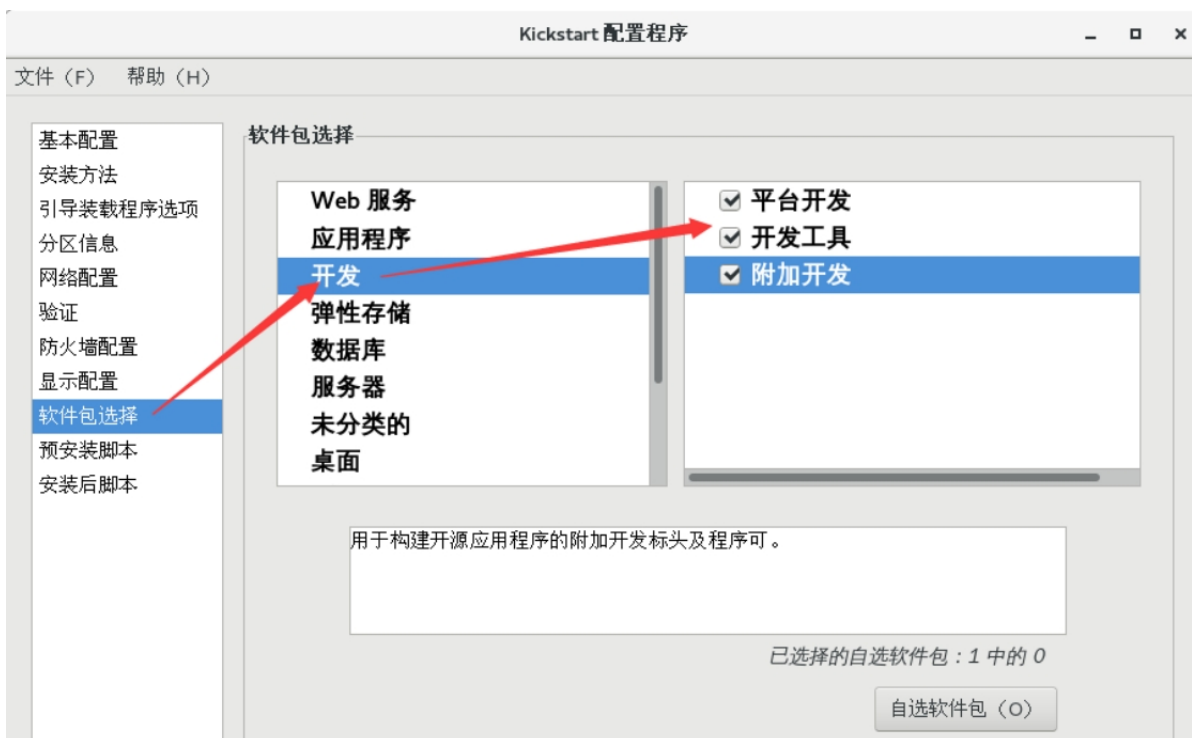 Kickstart 配置程序
文件（F） 帮助（H）
基本配置
安装方法
引导装载程序选项
分区信息
网络配置
验证
防火墙配置
显示配置
软件包选择
预安装脚本
安装后脚本
软件包选择
Web 服务
应用程序
开发
弹性存储
数据库
服务器
未分类的
桌面
平台开发
开发工具
附加开发
用于构建开源应用程序的附加开发标头及程序可。
已选择的自选软件包：1 中的 0
自选软件包（O）